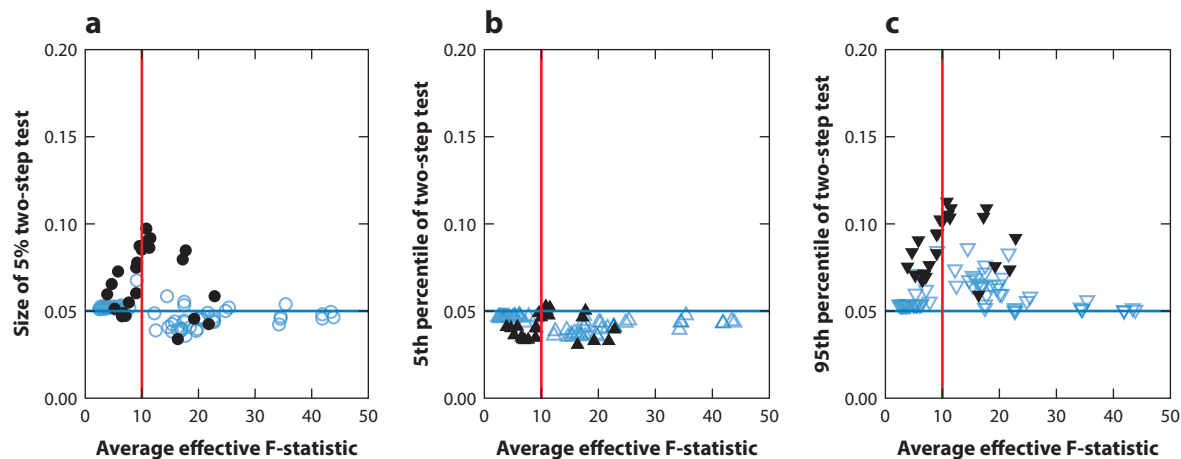 a
Size of 5% two-step test
0.20
0.15
0.10
0.05
0.00
0 10 20 30 40 50
Average effective F-statistic
b
5th percentile of two-step test
0.20
0.15
0.10
0.05
0.00
0 10 20 30 40 50
Average effective F-statistic
c
95th percentile of two-step test
0.20
0.15
0.10
0.05
0.00
0 10 20 30 40 50
Average effective F-statistic